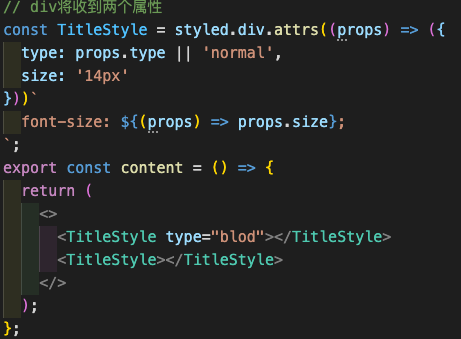 // div将收到两个属性
const TitleStyle = styled.div.attrs((props) => ({
  type: props.type || 'normal',
  size: '14px'
}))`
  font-size: ${(props) => props.size};
`;
export const content = () => {
  return (
    <>
      <TitleStyle type="blod"></TitleStyle>
      <TitleStyle></TitleStyle>
    </>
  );
};